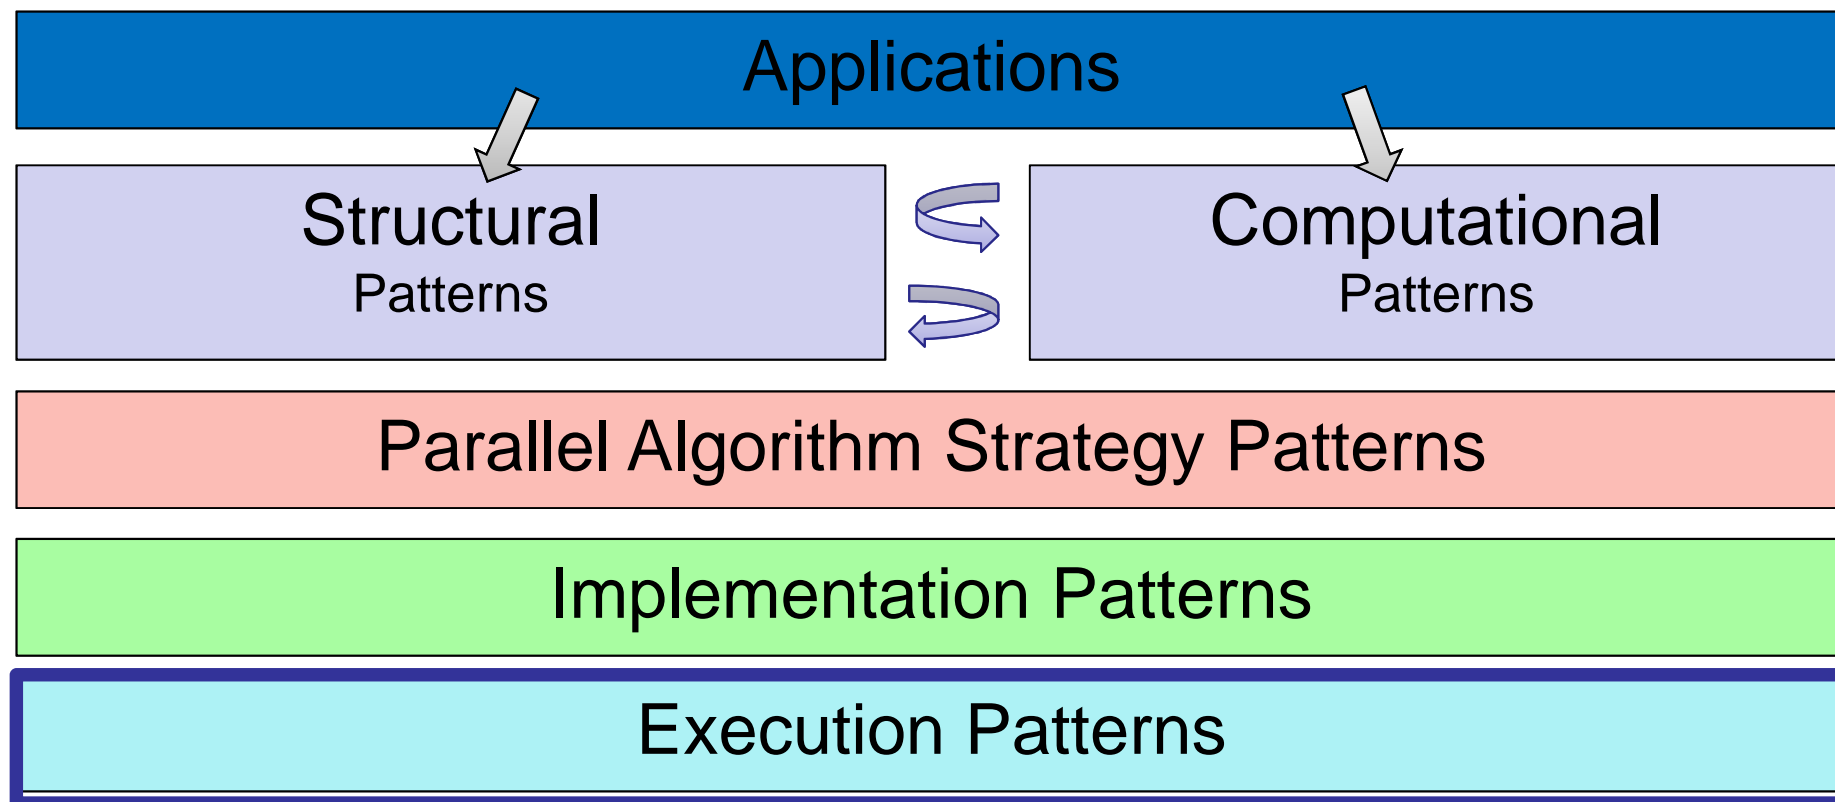 Applications
Structural
Patterns
Computational
Patterns
Parallel Algorithm Strategy Patterns
Implementation Patterns
Execution Patterns